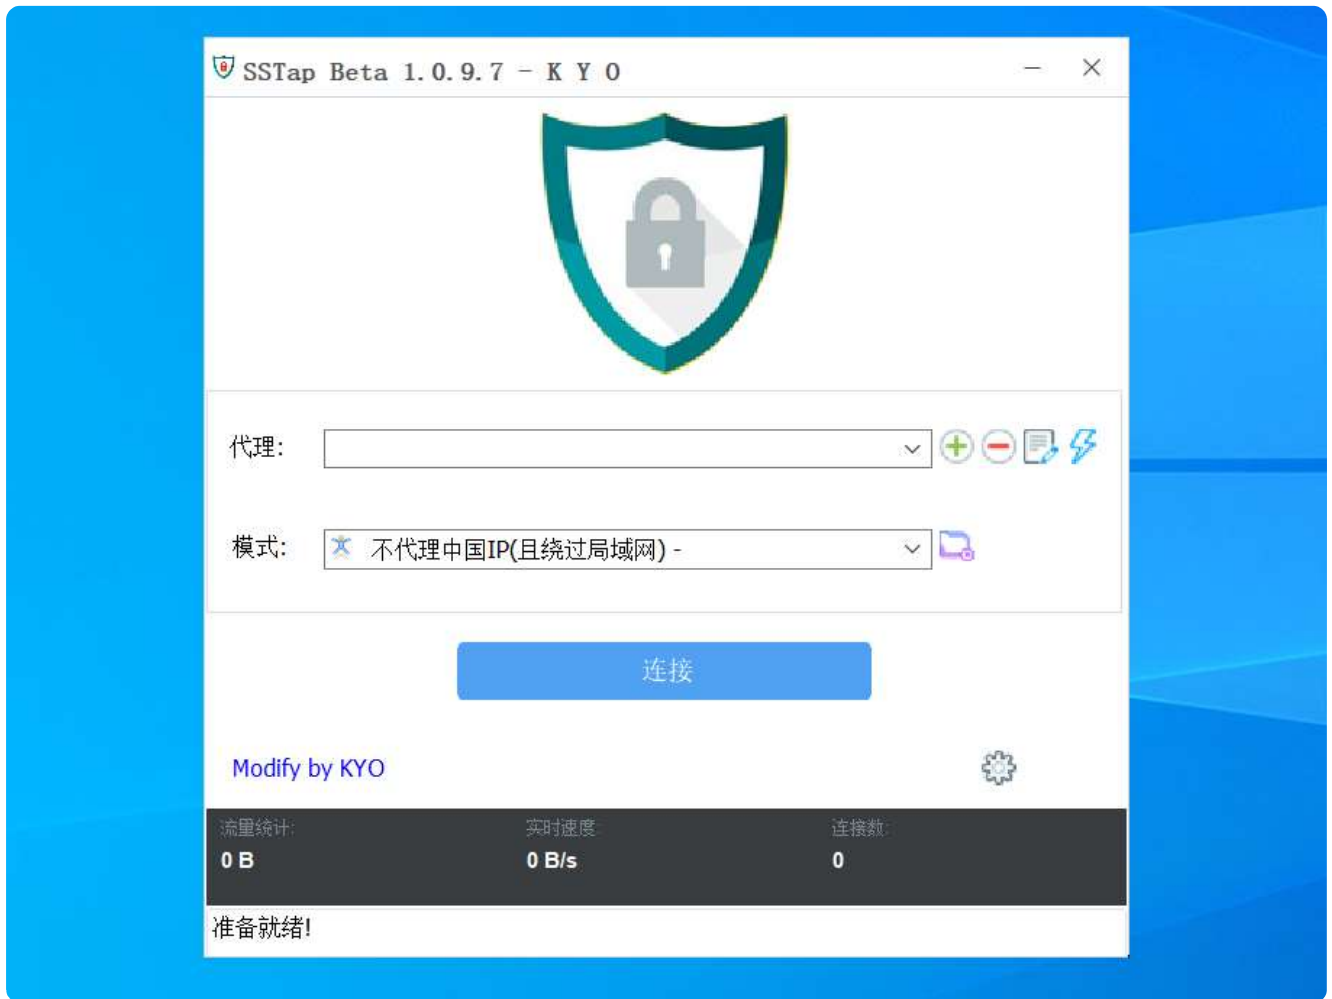 SSTap Beta 1.0.9.7 - K Y O
代理:
模式:
不代理中国IP(且绕过局域网) -
连接
Modify by KYO
流量统计: 实时速度: 连接数:
0 B 0 B/s 0
准备就绪!